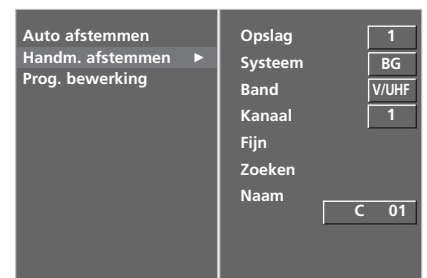 Auto afstemmen
Handm. afstemmen ►
Prog. bewerking
Opslag 1
Systeem BG
Band V/UHF
Kanaal 1
Fijn
Zoeken
Naam
C 01